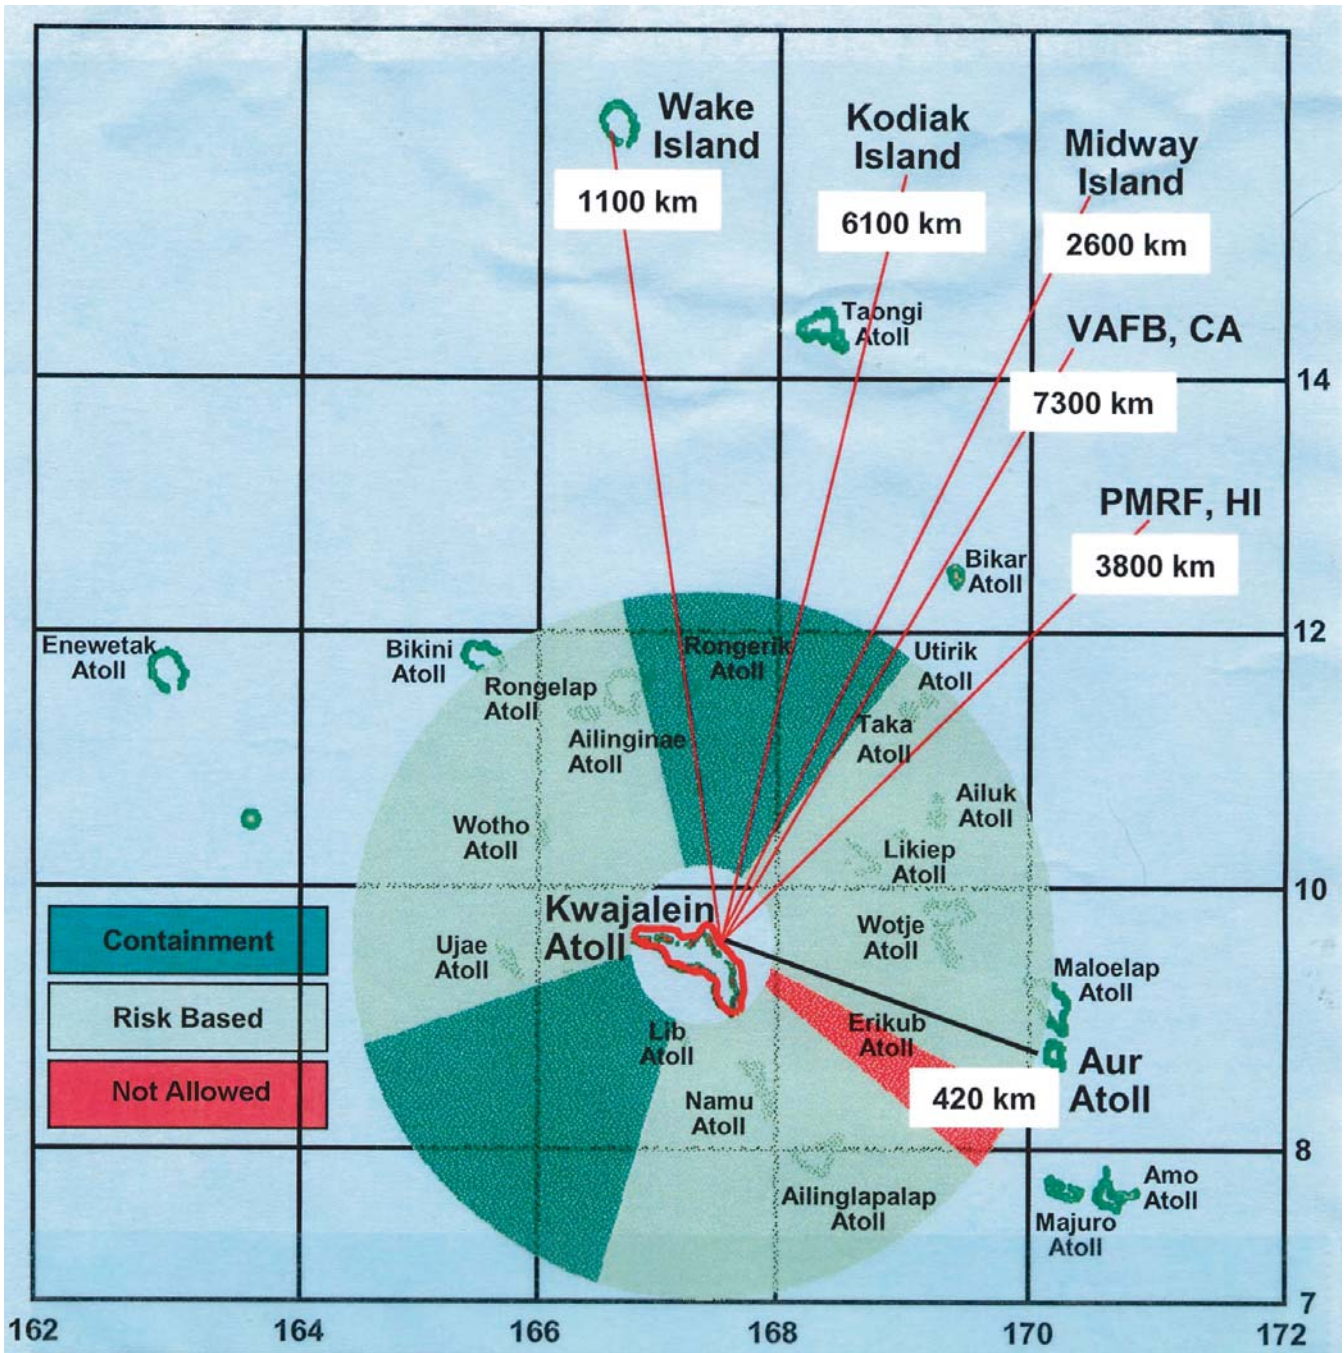 Wake
Island
1100 km
Kodiak
Island
6100 km
Midway
Island
2600 km
Taongi
Atoll
VAFB, CA
7300 km
14
PMRF, HI
3800 km
Bikar
Atoll
12
Enewetak
Atoll
Bikini
Atoll
Rongelap
Atoll
Ailinginae
Atoll
Rongerik
Atoll
Utirik
Atoll
Taka
Atoll
Ailuk
Atoll
Wotho
Atoll
Likiep
Atoll
10
Kwajalein
Atoll
Wotje
Atoll
Ujae
Atoll
Maloelap
Atoll
Containment
Risk Based
Not Allowed
Lib
Atoll
Erikub
Atoll
Aur
Atoll
420 km
Namu
Atoll
8
Ailinglapalap
Atoll
Amo
Atoll
Majuro
Atoll
7
162 164 166 168 170 172